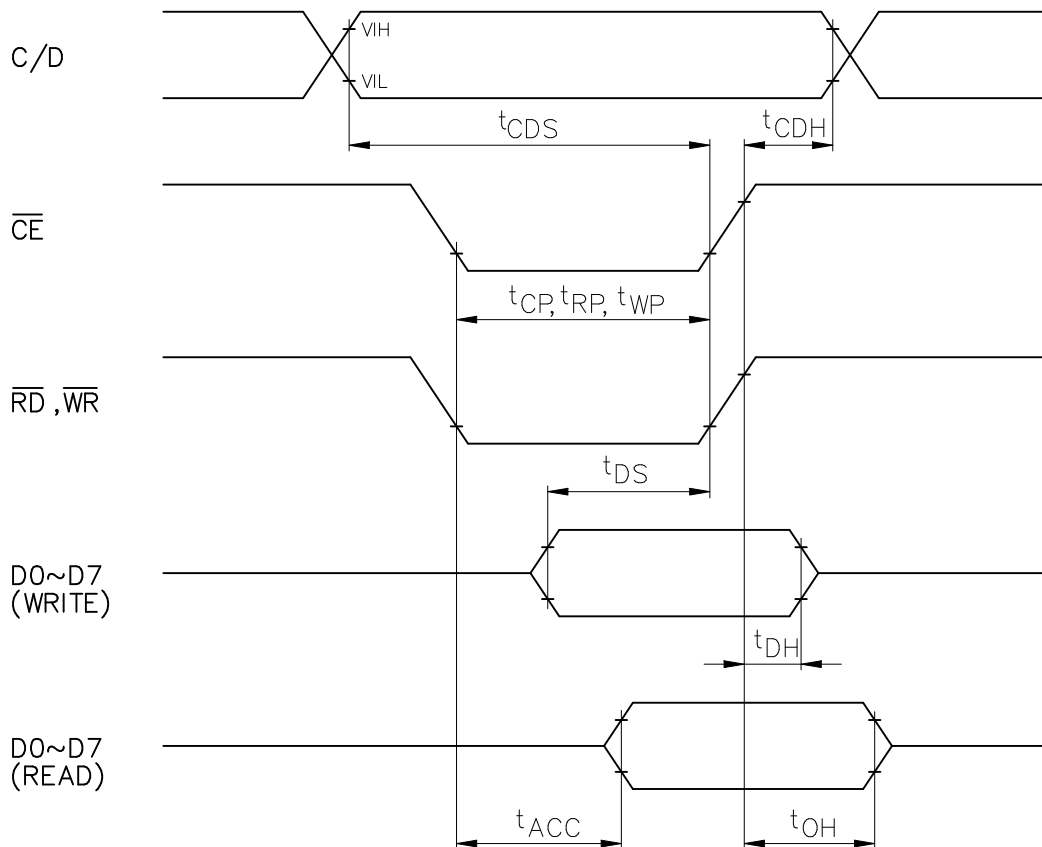 C/D
VIH
VIL
tCDS
tCDH
CE
tCP, tRP, tWP
RD ,WR
tDS
D0~D7
(WRITE)
tDH
D0~D7
(READ)
tACC
tOH